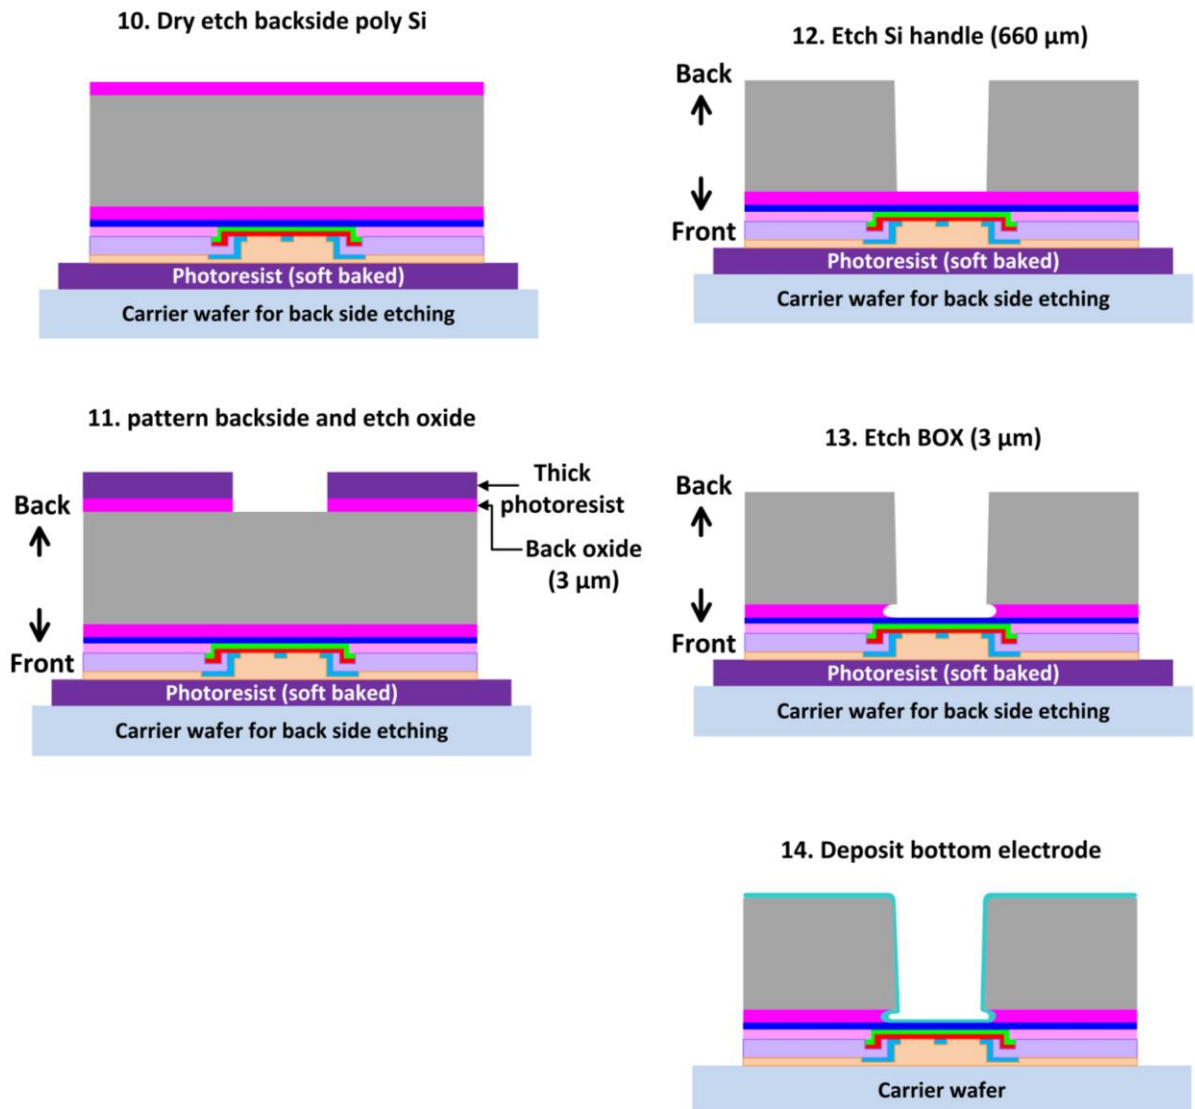 10. Dry etch backside poly Si
Photoresist (soft baked)
Carrier wafer for back side etching
11. pattern backside and etch oxide
Back
Front
Thick
photoresist
Back oxide
(3 µm)
Photoresist (soft baked)
Carrier wafer for back side etching
12. Etch Si handle (660 µm)
Back
Front
Photoresist (soft baked)
Carrier wafer for back side etching
13. Etch BOX (3 µm)
Back
Front
Photoresist (soft baked)
Carrier wafer for back side etching
14. Deposit bottom electrode
Carrier wafer